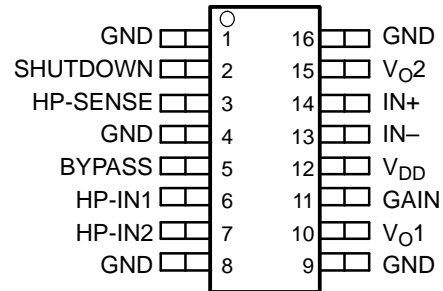 GND 1 16 GND
SHUTDOWN 2 15 VO2
HP-SENSE 3 14 IN+
GND 4 13 IN–
BYPASS 5 12 VDD
HP-IN1 6 11 GAIN
HP-IN2 7 10 VO1
GND 8 9 GND